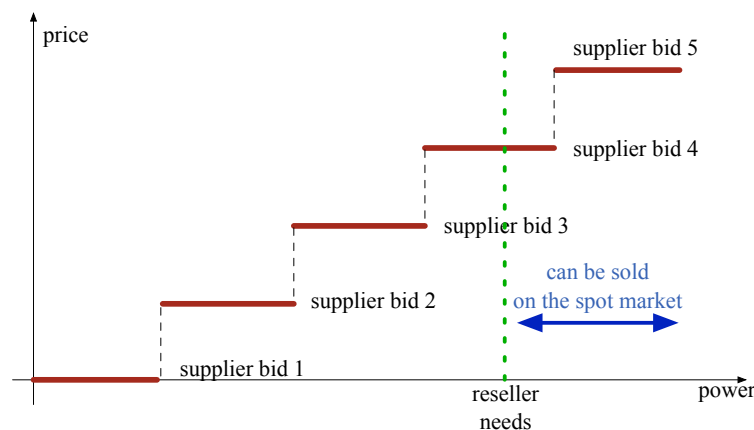 price
supplier bid 5
supplier bid 4
supplier bid 3
can be sold
on the spot market
supplier bid 2
supplier bid 1
reseller
needs
power